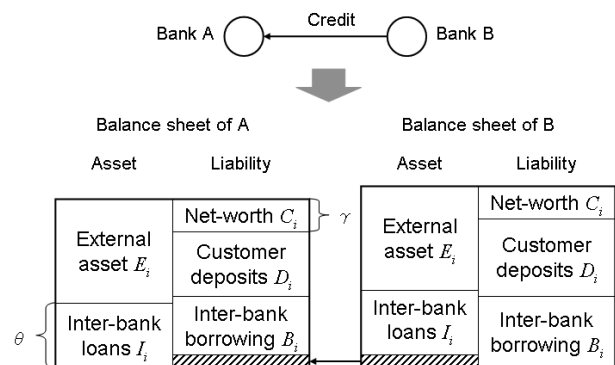 Credit
Bank A
Bank B
Balance sheet of A
Balance sheet of B
Asset
Liability
Asset
Liability
Net-worth C_i
γ
External
asset E_i
Customer
deposits D_i
θ
Inter-bank
loans I_i
Inter-bank
borrowing B_i
Net-worth C_i
External
asset E_i
Customer
deposits D_i
Inter-bank
loans I_i
Inter-bank
borrowing B_i